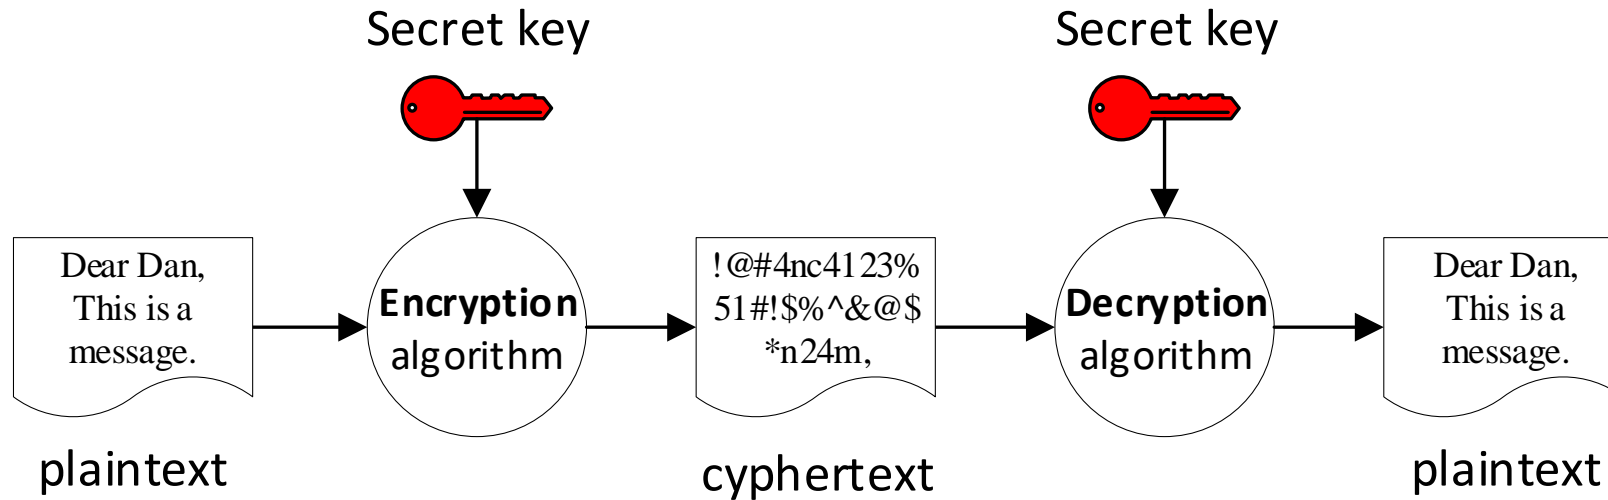 Secret key
Secret key
Dear Dan,
This is a
message.
Encryption
algorithm
!@#4nc4123%
51#!$%^&@$
*n24m,
Decryption
algorithm
Dear Dan,
This is a
message.
plaintext
cyphertext
plaintext